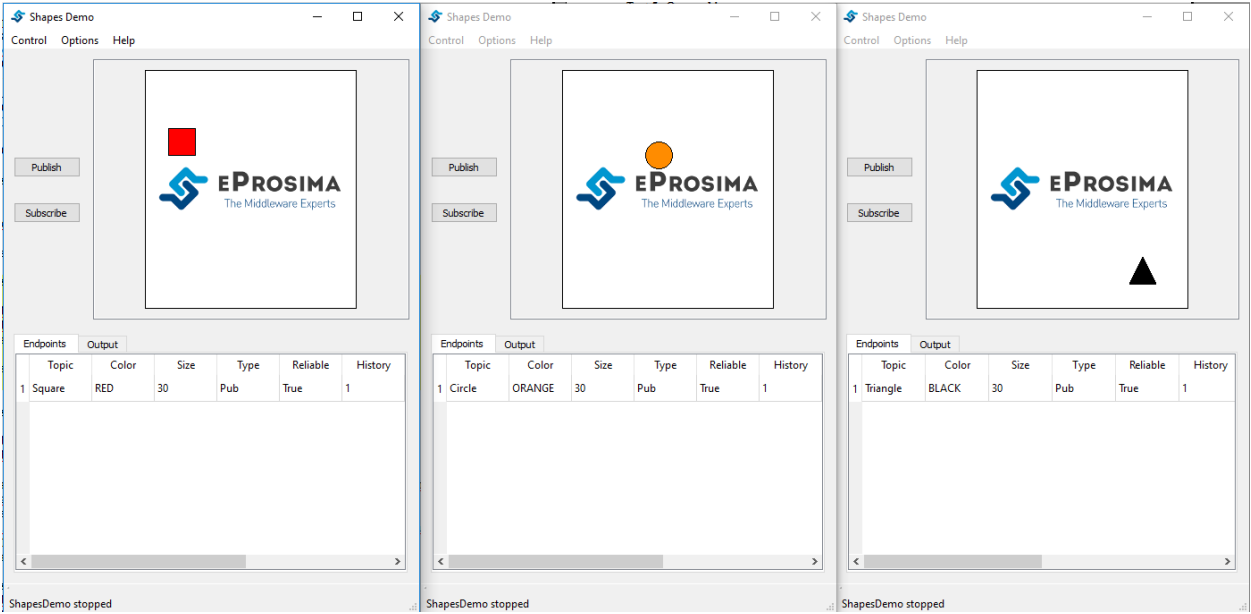 Shapes Demo
Control Options Help
Publish
Subscribe
EPROSIMA
The Middleware Experts
Endpoints Output
Topic Color Size Type Reliable History
1 Square RED 30 Pub True 1
ShapesDemo stopped
Shapes Demo
Control Options Help
Publish
Subscribe
EPROSIMA
The Middleware Experts
Endpoints Output
Topic Color Size Type Reliable History
1 Circle ORANGE 30 Pub True 1
ShapesDemo stopped
Shapes Demo
Control Options Help
Publish
Subscribe
EPROSIMA
The Middleware Experts
Endpoints Output
Topic Color Size Type Reliable History
1 Triangle BLACK 30 Pub True 1
ShapesDemo stopped